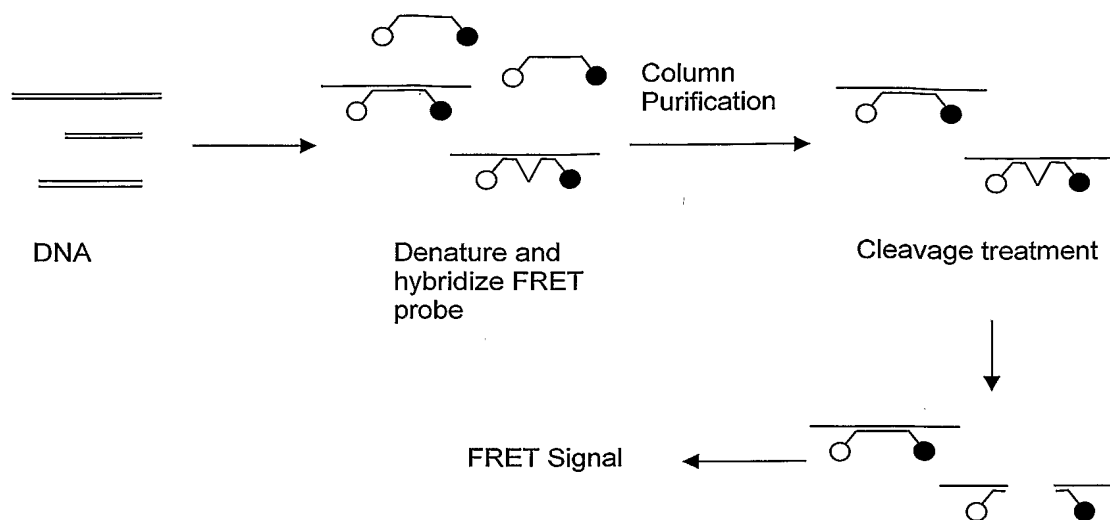 DNA
Denature and
hybridize FRET
probe
Column
Purification
Cleavage treatment
FRET Signal